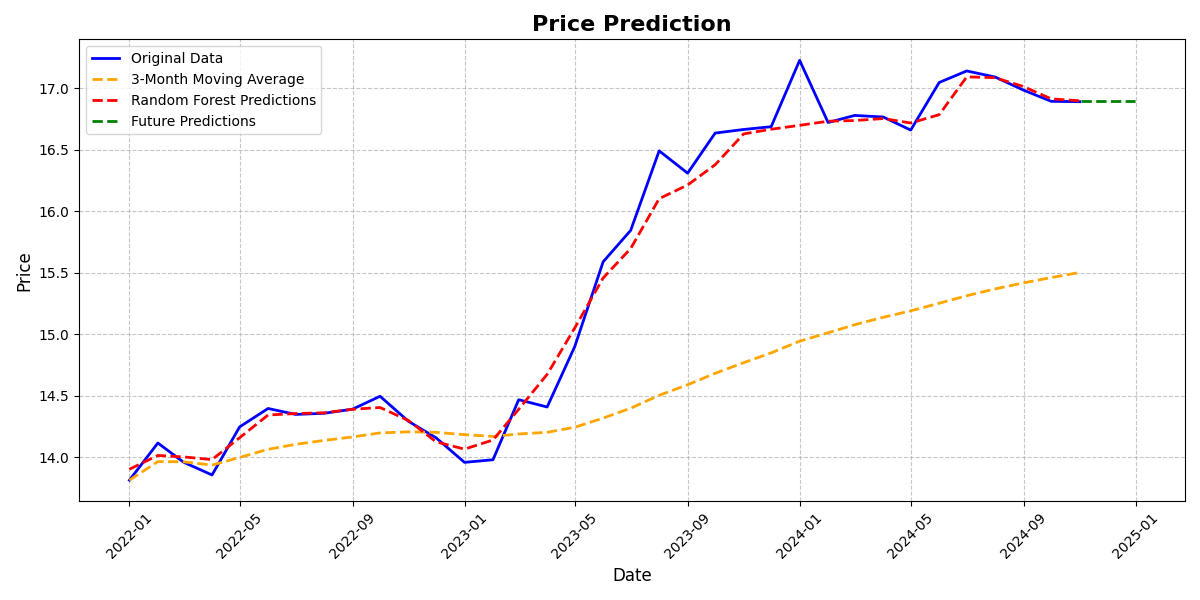 Price Prediction
Original Data
3-Month Moving Average
Random Forest Predictions
Future Predictions
Price
17.0
16.5
16.0
15.5
15.0
14.5
14.0
2022-01
2022-05
2022-09
2023-01
2023-05
2023-09
2024-01
2024-05
2024-09
2025-01
Date